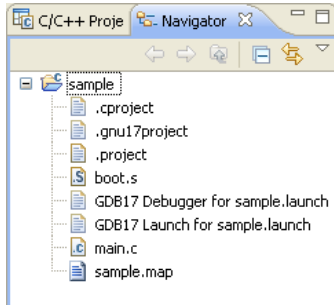 C/C++ Proje Navigator
sample
.cproject
.gnu17project
.project
boot.s
GDB17 Debugger for sample.launch
GDB17 Launch for sample.launch
main.c
sample.map